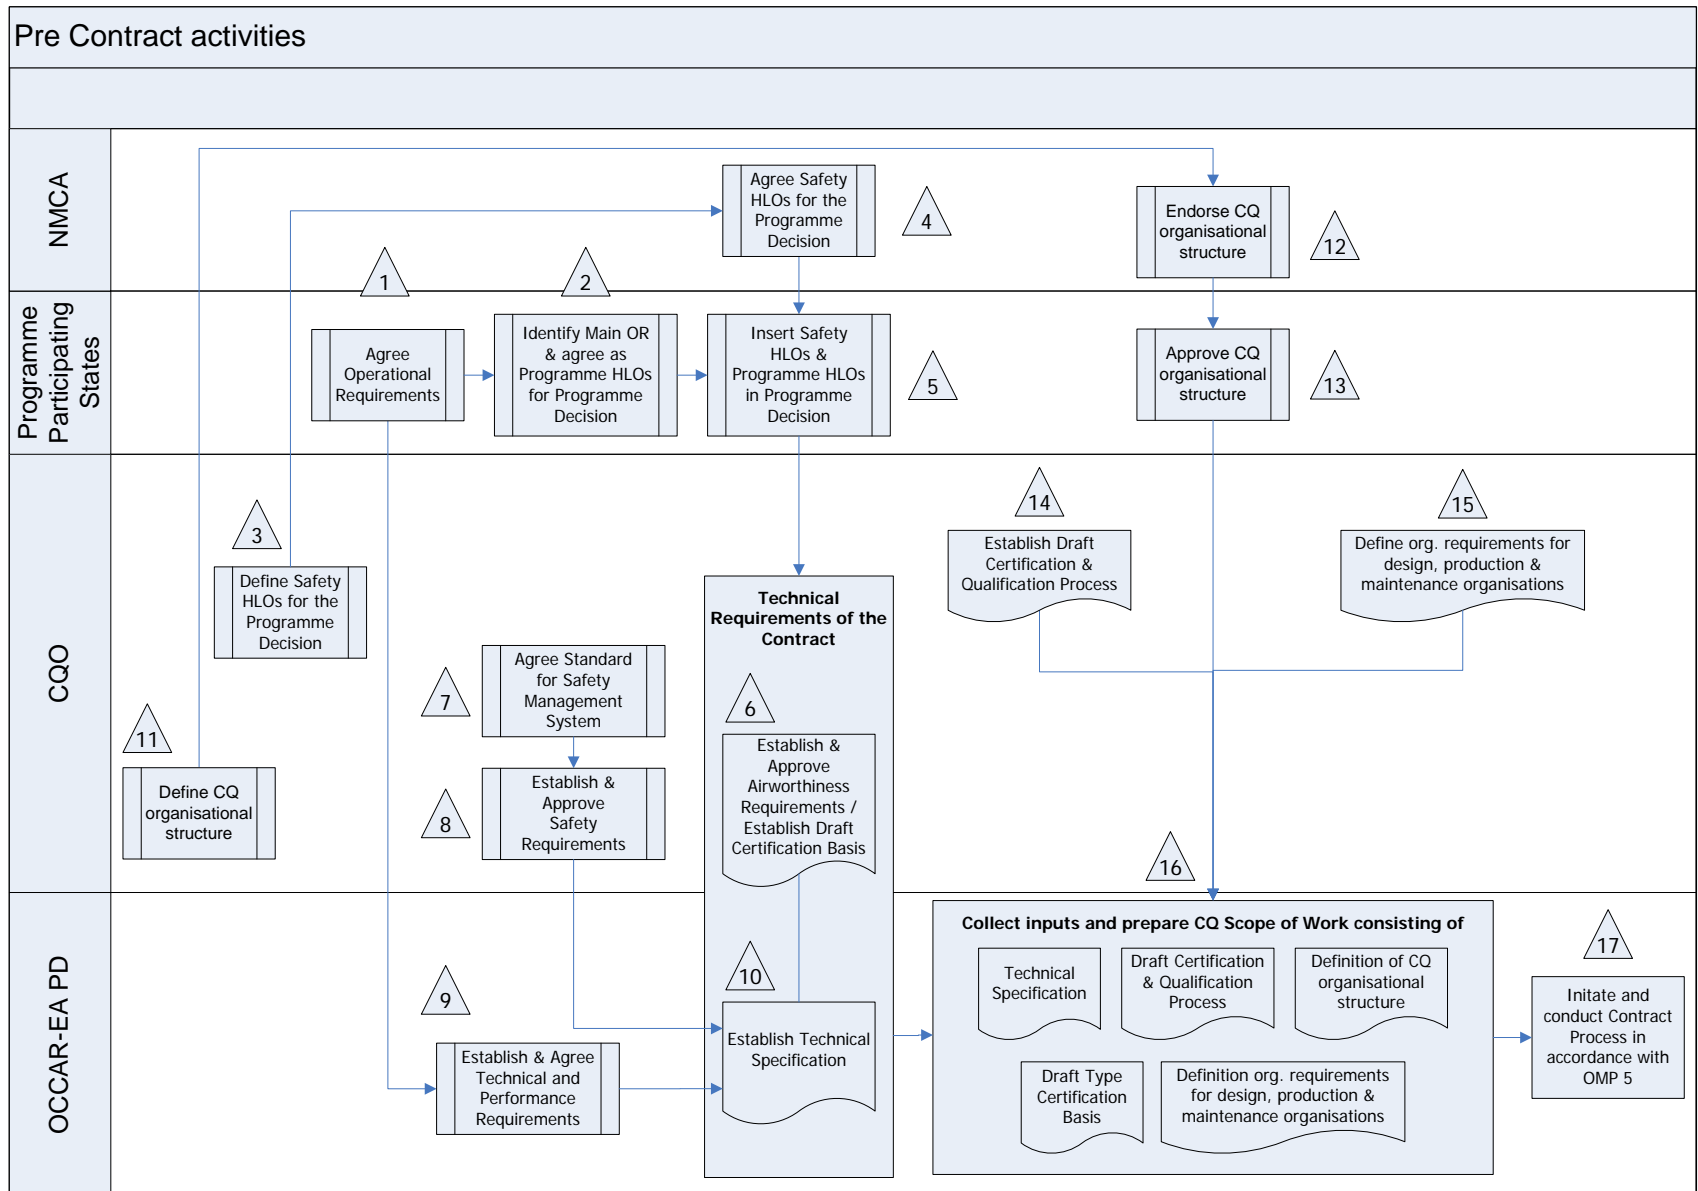 Pre Contract activities
NMCA
Agree Safety
HLOs for the
Programme
Decision
4
Endorse CQ
organisational
structure
12
1
2
Programme
Participating
States
Agree
Operational
Requirements
Identify Main OR
& agree as
Programme HLOs
for Programme
Decision
Insert Safety
HLOs &
Programme HLOs
in Programme
Decision
5
Approve CQ
organisational
structure
13
CQO
3
Define Safety
HLOs for the
Programme
Decision
11
Define CQ
organisational
structure
7
Agree Standard
for Safety
Management
System
8
Establish &
Approve
Safety
Requirements
Technical
Requirements of the
Contract
6
Establish &
Approve
Airworthiness
Requirements /
Establish Draft
Certification Basis
14
Establish Draft
Certification &
Qualification Process
15
Define org. requirements for
design, production &
maintenance organisations
16
OCCAR-EA PD
9
Establish & Agree
Technical and
Performance
Requirements
10
Establish Technical
Specification
Collect inputs and prepare CQ Scope of Work consisting of
Technical
Specification
Draft Certification
& Qualification
Process
Definition of CQ
organisational
structure
Draft Type
Certification
Basis
Definition org. requirements
for design, production &
maintenance organisations
17
Initate and
conduct Contract
Process in
accordance with
OMP 5